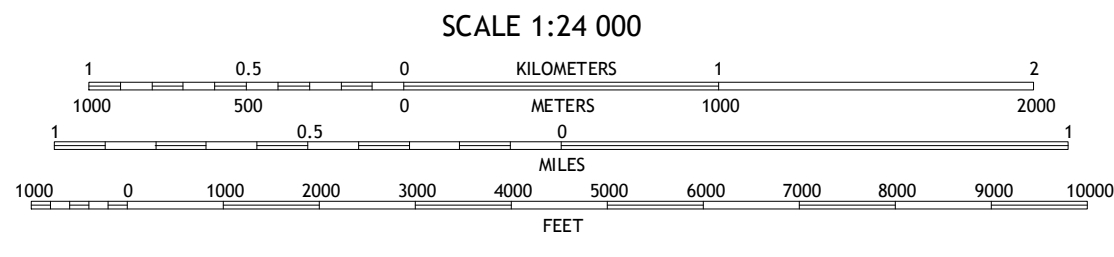 SCALE 1:24 000
1 0.5 0 KILOMETERS 1 2
1000 500 0 METERS 1000 2000
1 0.5 0 1
MILES
1000 0 1000 2000 3000 4000 5000 6000 7000 8000 9000 10000
FEET